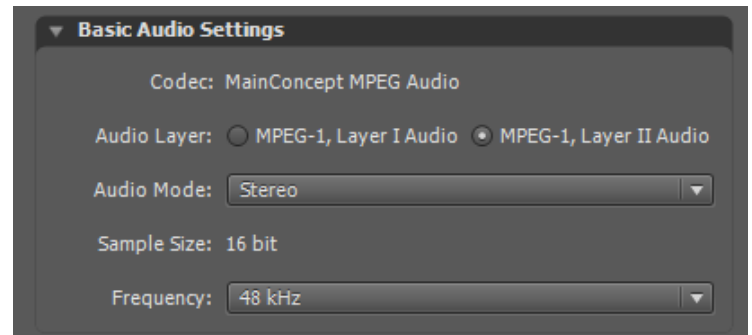 Basic Audio Settings
Codec: MainConcept MPEG Audio
Audio Layer: MPEG-1, Layer I Audio MPEG-1, Layer II Audio
Audio Mode: Stereo
Sample Size: 16 bit
Frequency: 48 kHz